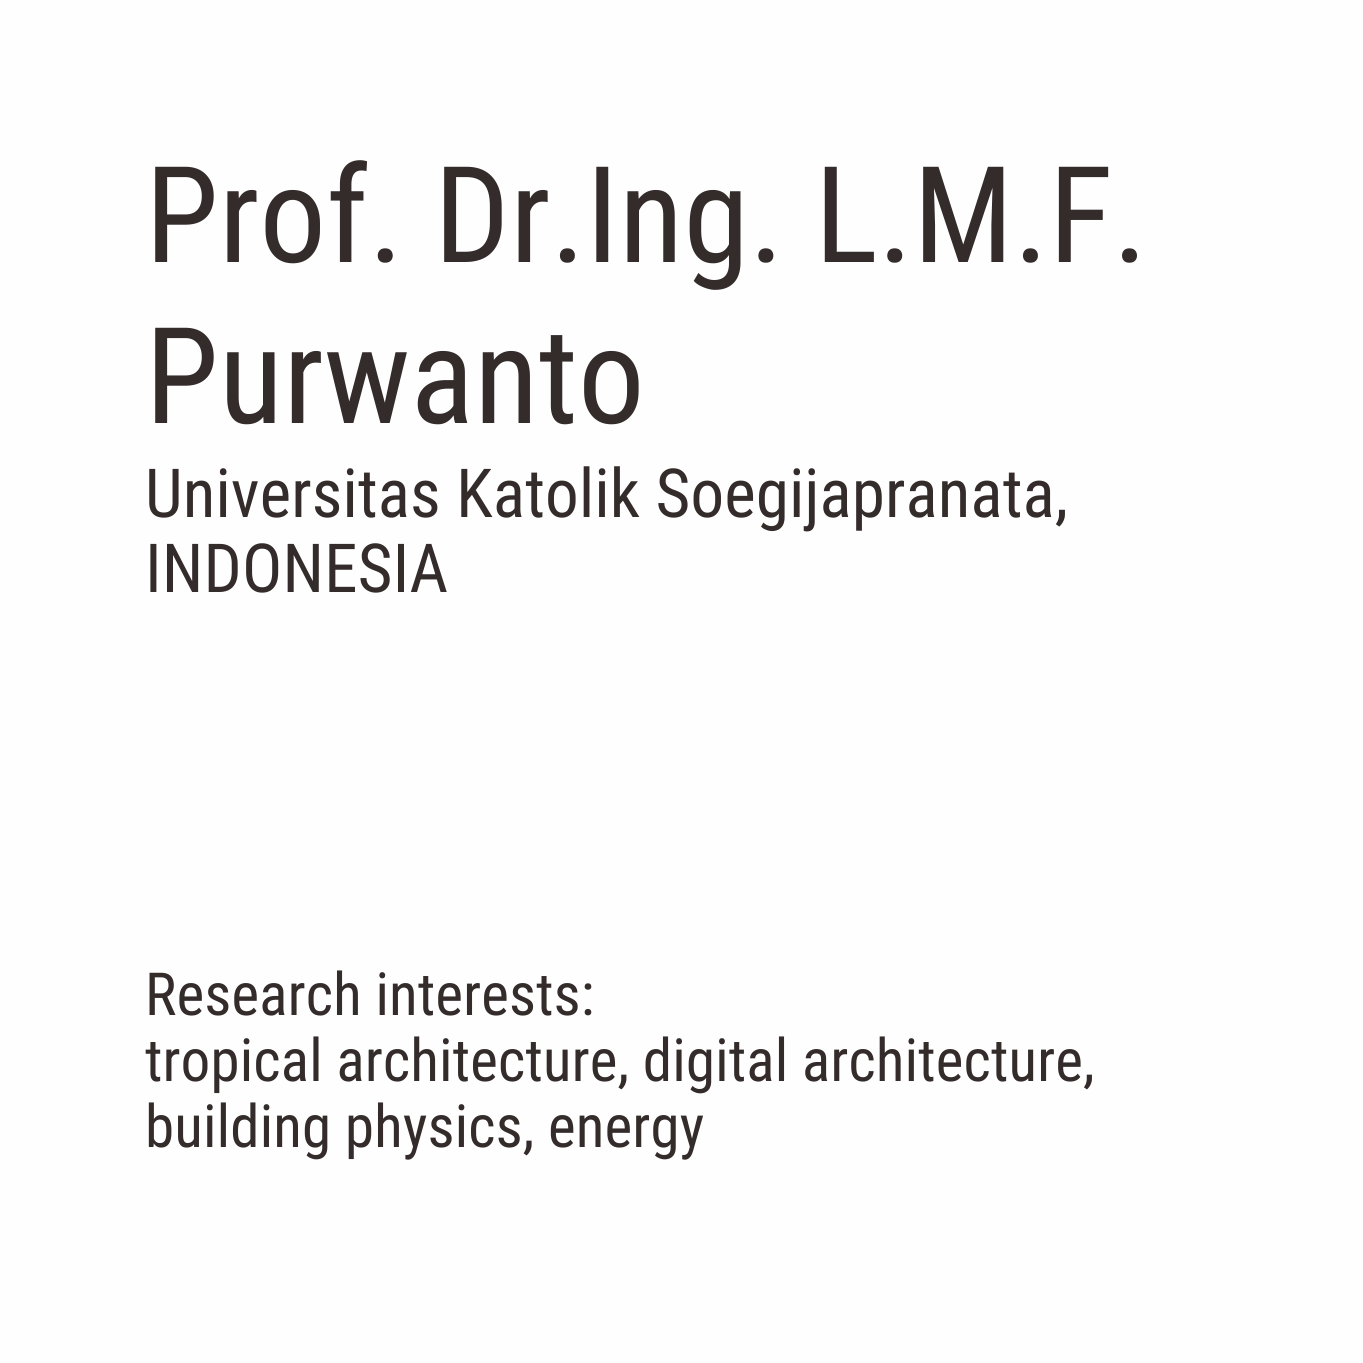 Prof. Dr.Ing. L.M.F.
Purwanto
Universitas Katolik Soegijapranata,
INDONESIA
Research interests:
tropical architecture, digital architecture,
building physics, energy